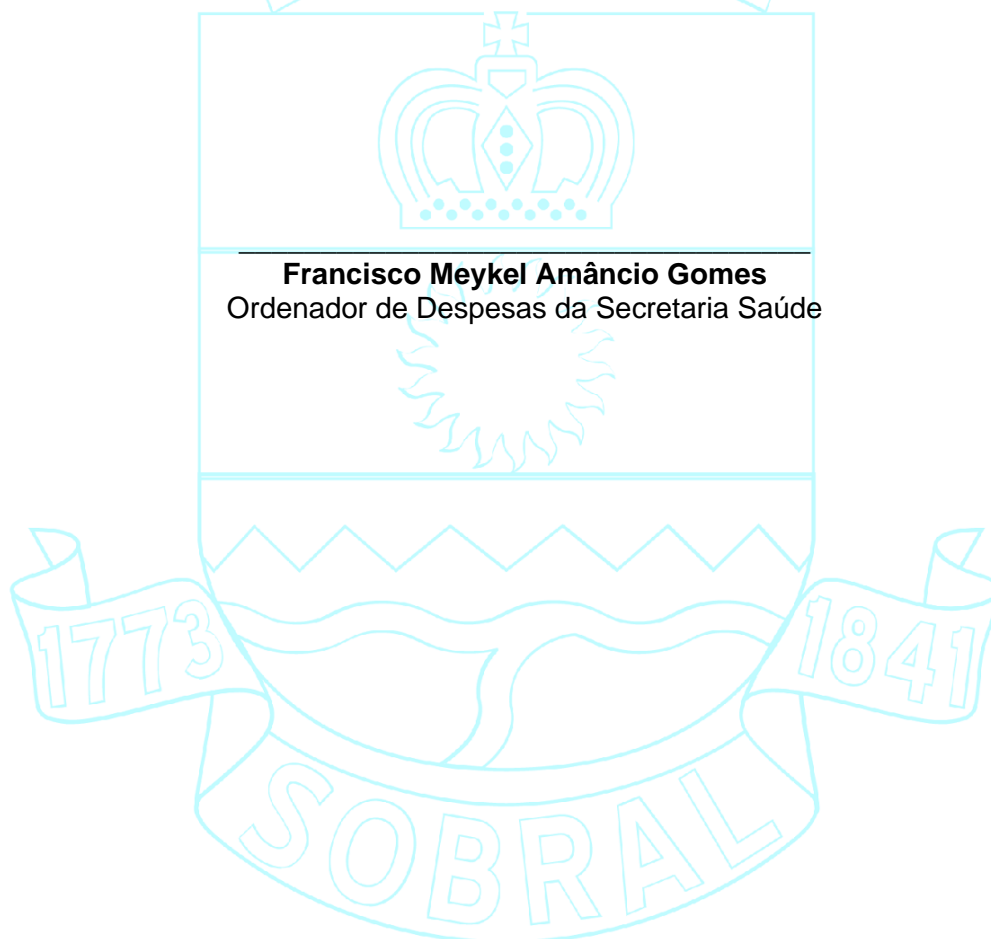 Francisco Meykel Amâncio Gomes
Ordenador de Despesas da Secretaria Saúde
1773
1841
SOBRAL